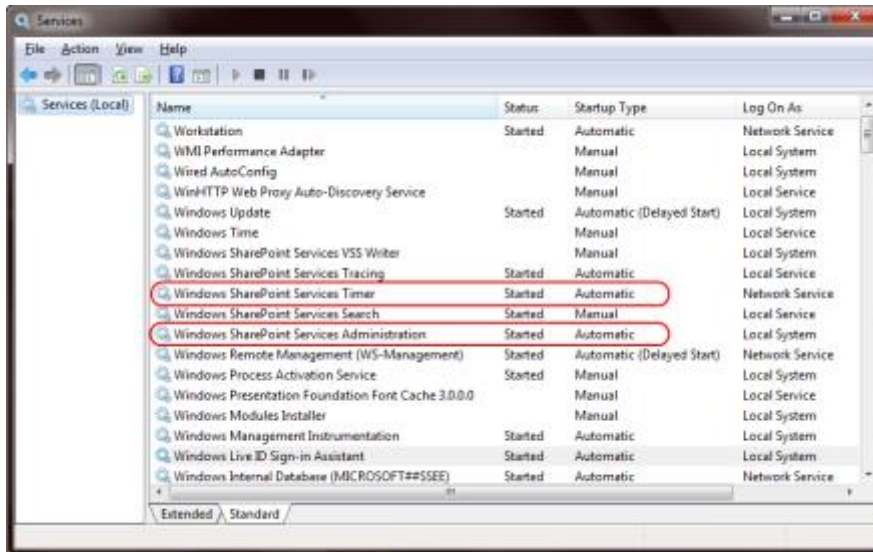 Services
File Action View Help
Services (Local)
Name Status Startup Type Log On As
Workstation Started Automatic Network Service
WMI Performance Adapter Manual Local System
Wired AutoConfig Manual Local System
WinHTTP Web Proxy Auto-Discovery Service Manual Local Service
Windows Update Started Automatic (Delayed Start) Local System
Windows Time Manual Local Service
Windows SharePoint Services VSS Writer Manual Local System
Windows SharePoint Services Tracing Started Automatic Local Service
Windows SharePoint Services Timer Started Automatic Network Service
Windows SharePoint Services Search Started Manual Local Service
Windows SharePoint Services Administration Started Automatic Local System
Windows Remote Management (WS-Management) Started Automatic (Delayed Start) Network Service
Windows Process Activation Service Started Manual Local System
Windows Presentation Foundation Font Cache 3.0.0.0 Manual Local Service
Windows Modules Installer Manual Local System
Windows Management Instrumentation Started Automatic Local System
Windows Live ID Sign-in Assistant Started Automatic Local System
Windows Internal Database (MICROSOFT##SSEE) Started Automatic Network Service
Extended Standard